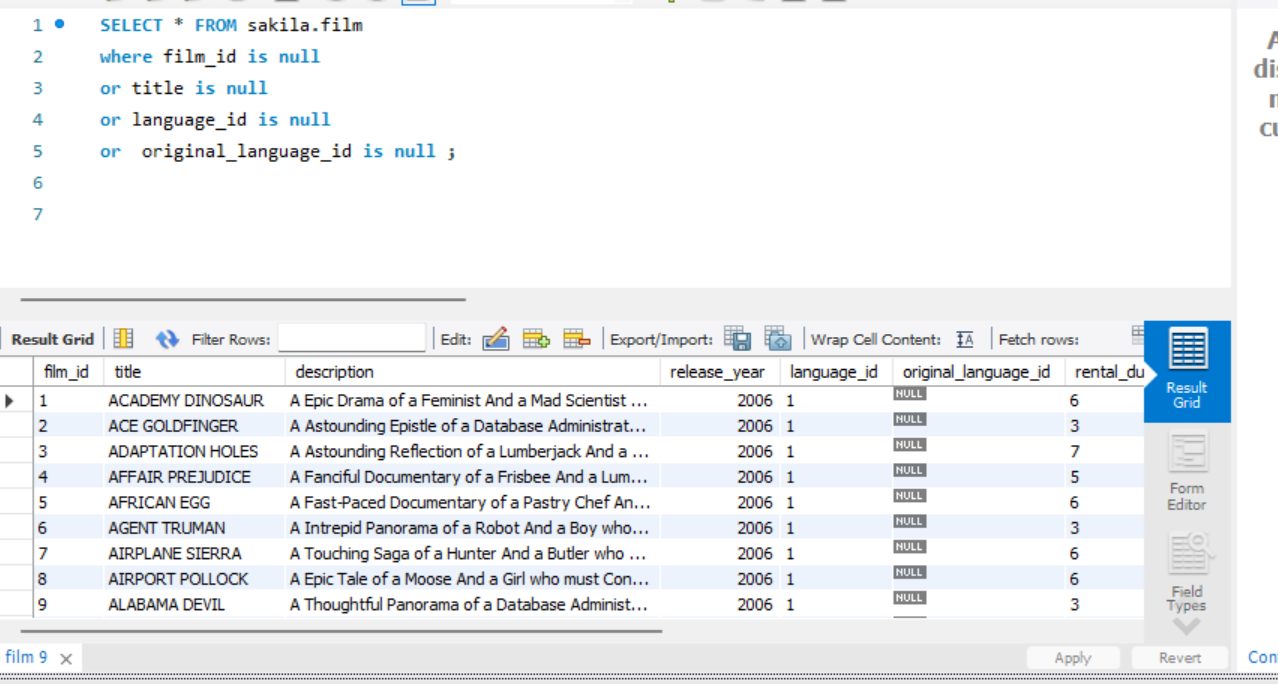 1 SELECT * FROM sakila.film
2 where film_id is null
3 or title is null
4 or language_id is null
5 or original_language_id is null ;
6
7
Result Grid Filter Rows: Edit: Export/Import: Wrap Cell Content: Fetch rows:
film_id title description release_year language_id original_language_id rental_du
1 ACADEMY DINOSAUR A Epic Drama of a Feminist And a Mad Scientist ... 2006 1 NULL 6
2 ACE GOLDFINGER A Astounding Epistle of a Database Administrat... 2006 1 NULL 3
3 ADAPTATION HOLES A Astounding Reflection of a Lumberjack And a ... 2006 1 NULL 7
4 AFFAIR PREJUDICE A Fanciful Documentary of a Frisbee And a Lum... 2006 1 NULL 5
5 AFRICAN EGG A Fast-Paced Documentary of a Pastry Chef An... 2006 1 NULL 6
6 AGENT TRUMAN A Intrepid Panorama of a Robot And a Boy who... 2006 1 NULL 3
7 AIRPLANE SIERRA A Touching Saga of a Hunter And a Butler who ... 2006 1 NULL 6
8 AIRPORT POLLOCK A Epic Tale of a Moose And a Girl who must Con... 2006 1 NULL 6
9 ALABAMA DEVIL A Thoughtful Panorama of a Database Administ... 2006 1 NULL 3
Result
Grid
Form
Editor
Field
Types
film 9
Apply Revert